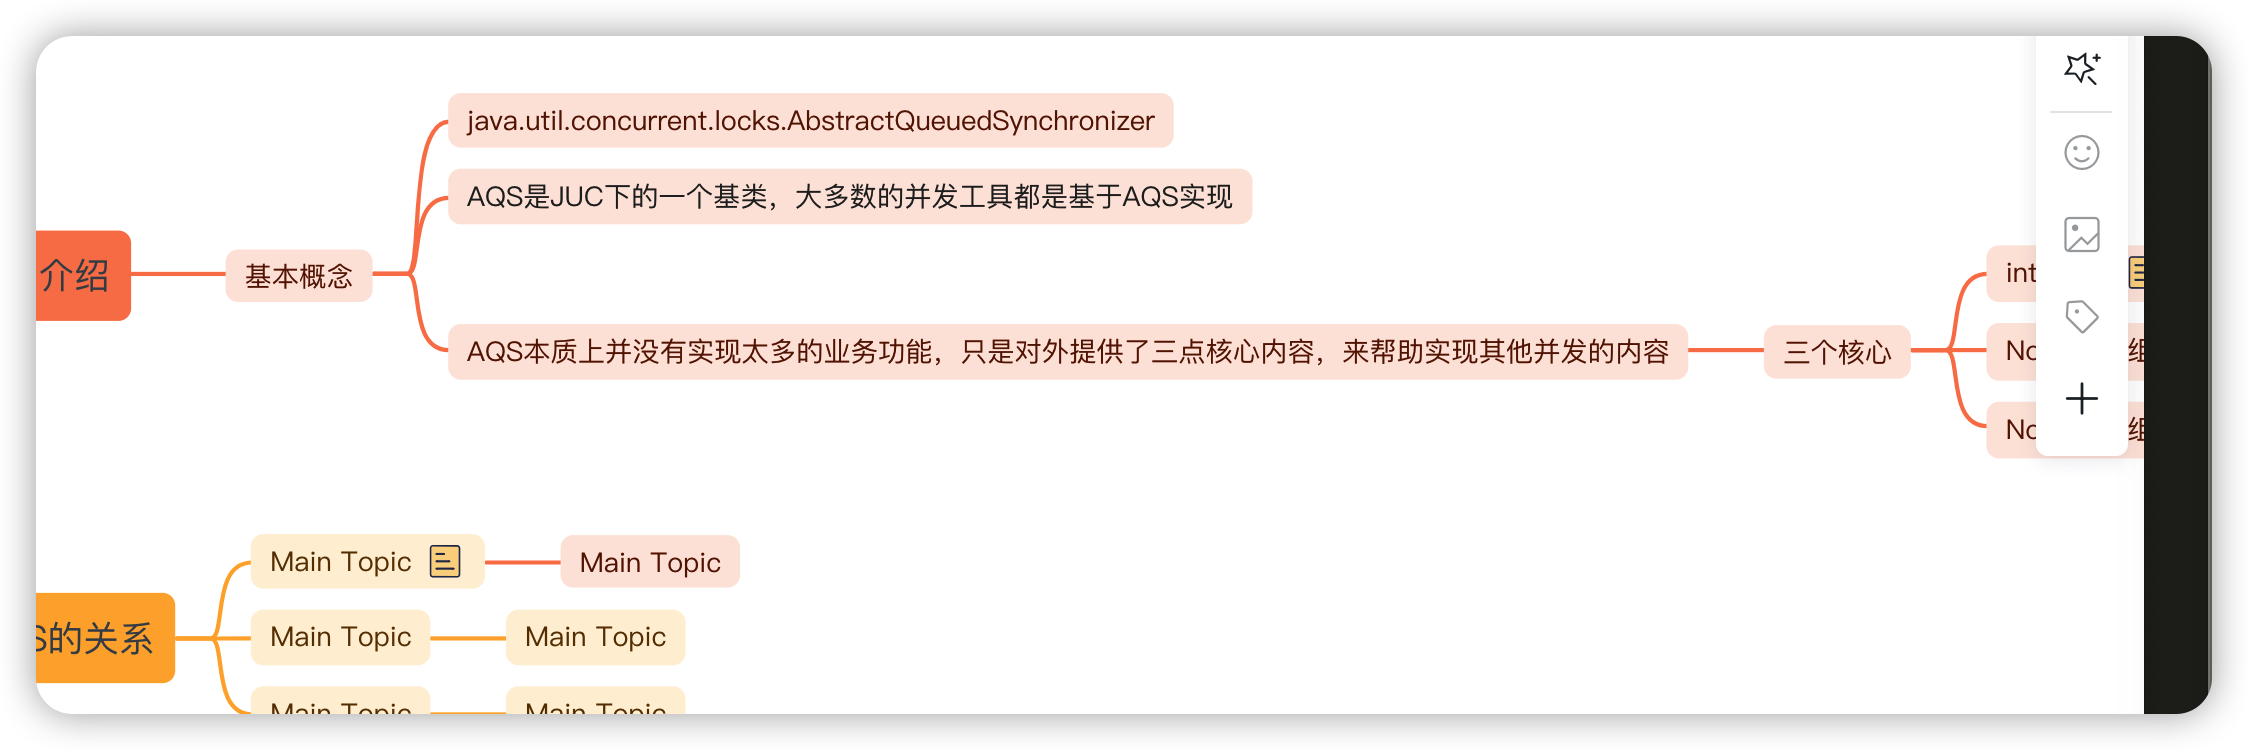 java.util.concurrent.locks.AbstractQueuedSynchronizer
AQS是JUC下的一个基类，大多数的并发工具都是基于AQS实现
介绍
基本概念
int
AQS本质上并没有实现太多的业务功能，只是对外提供了三点核心内容，来帮助实现其他并发的内容
三个核心
No
组
No
组
Main Topic
Main Topic
S的关系
Main Topic
Main Topic
Main Topic
Main Topic